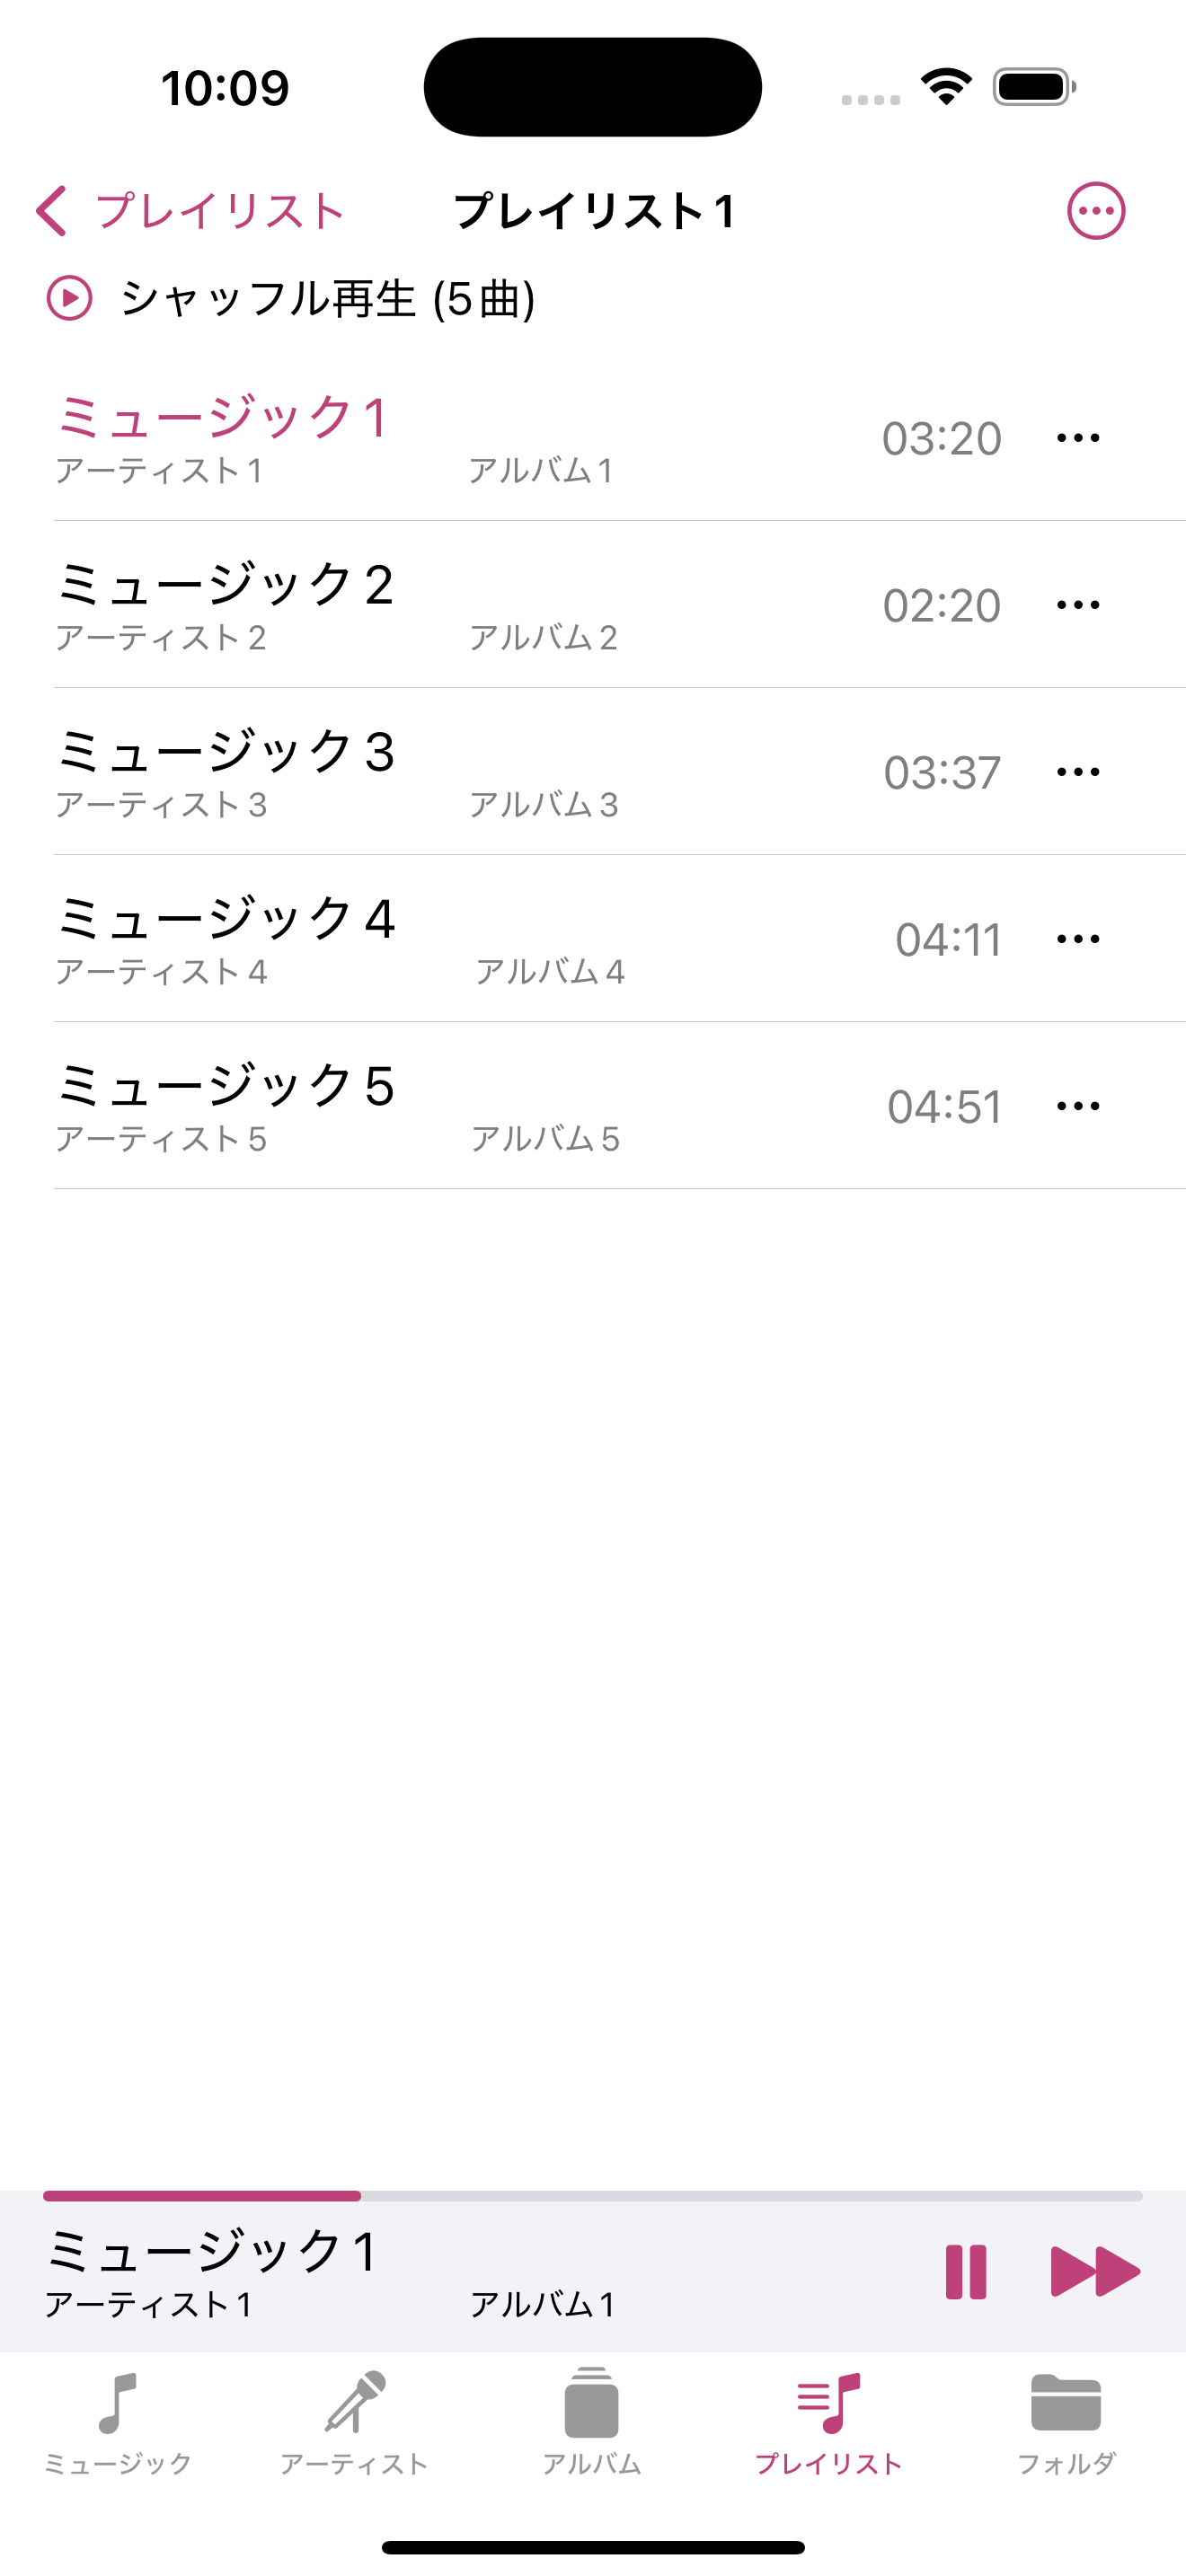 10:09
プレイリスト プレイリスト1
シャッフル再生 (5曲)
ミュージック1
アーティスト1 アルバム1 03:20
ミュージック2
アーティスト2 アルバム2 02:20
ミュージック3
アーティスト3 アルバム3 03:37
ミュージック4
アーティスト4 アルバム4 04:11
ミュージック5
アーティスト5 アルバム5 04:51
ミュージック1
アーティスト1 アルバム1
ミュージック アーティスト アルバム プレイリスト フォルダ